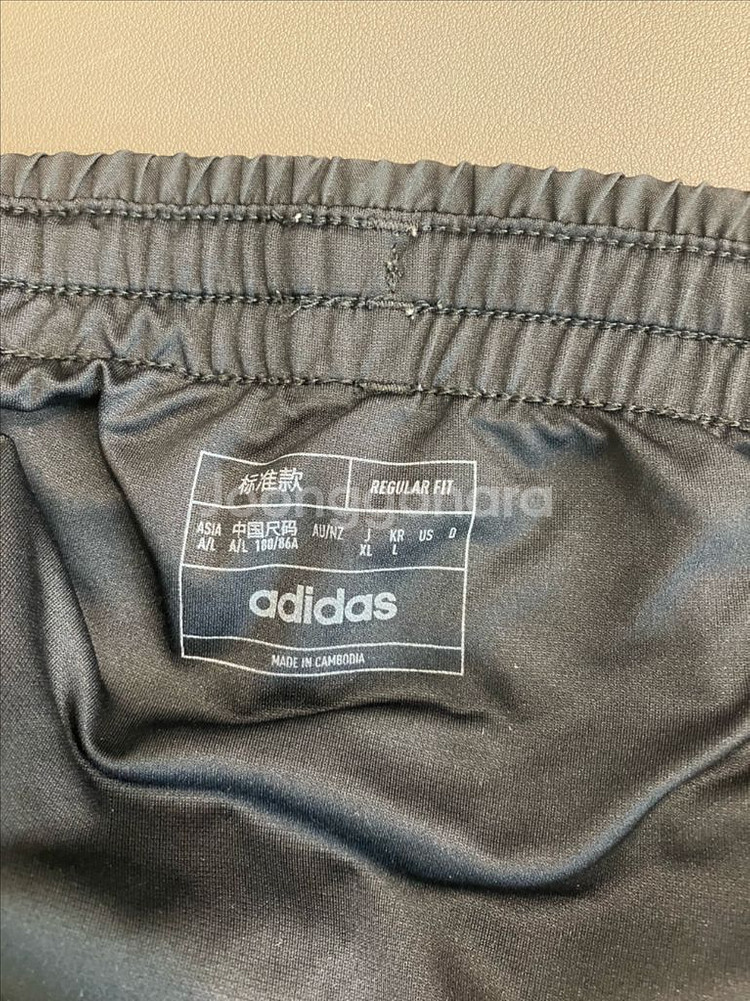 标准款 REGULAR FIT
Joonggonara
ASIA 中国尺码 AU/NZ J KR US D
A/L A/L 180/86A XL L
adidas
MADE IN CAMBODIA